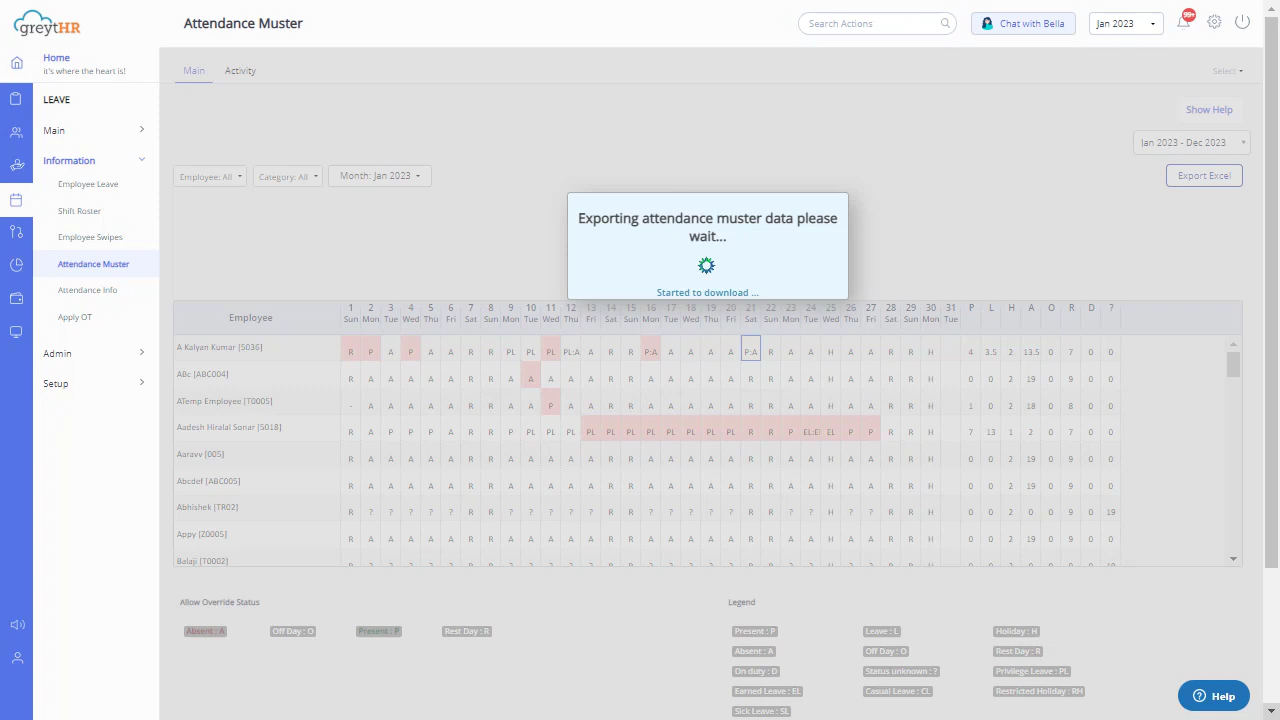 greytHR
Attendance Muster
Search Actions
Chat with Bella
Jan 2023
99+
Home
it's where the heart is!
LEAVE
Main
Information
Employee Leave
Shift Roster
Employee Swipes
Attendance Muster
Attendance Info
Apply OT
Admin
Setup
Main Activity
Select
Show Help
Jan 2023 - Dec 2023
Employee: All Category: All Month: Jan 2023
Export Excel
Exporting attendance muster data please
wait...
Started to download ...
Employee 1 2 3 4 5 6 7 8 9 10 11 12 13 14 15 16 17 18 19 20 21 22 23 24 25 26 27 28 29 30 31 P L H A O R D ?
Sun Mon Tue Wed Thu Fri Sat Sun Mon Tue Wed Thu Fri Sat Sun Mon Tue Wed Thu Fri Sat Sun Mon Tue Wed Thu Fri Sat Sun Mon Tue
A Kalyan Kumar [5036] R P A P A A R R PL PL PL PL:A A R R P:A A A A A P:A R A A H A A R R H 4 3.5 2 13.5 0 7 0 0
ABc [ABC004] R A A A A A R R A A A A A R R A A A A A R R A A H A A R R H 0 0 2 19 0 9 0 0
ATemp Employee [T0005] - A A A A A R R A A P A A R R A A A A A R R A A H A A R R H 1 0 2 18 0 8 0 0
Aadesh Hiralal Sonar [5018] R A P P P A R R P PL PL PL PL PL PL PL PL PL PL PL R R P EL:EL EL P P R R H 7 13 1 2 0 7 0 0
Aaravv [005] R A A A A A R R A A A A A R R A A A A A R R A A H A A R R H 0 0 2 19 0 9 0 0
Abcdef [ABC005] R A A A A A R R A A A A A R R A A A A A R R A A H A A R R H 0 0 2 19 0 9 0 0
Abhishek [TR02] R ? ? ? ? ? R R ? ? ? ? ? R R ? ? ? ? ? R R ? ? H ? ? R R H 0 0 2 0 0 9 0 19
Appy [Z0005] R A A A A A R R A A A A A R R A A A A A R R A A H A A R R H 0 0 2 19 0 9 0 0
Balaji [T0002]
Allow Override Status
Absent : A Off Day : O Present : P Rest Day : R
Legend
Present : P Leave : L Holiday : H
Absent : A Off Day : O Rest Day : R
On duty : D Status unknown : ? Privilege Leave : PL
Earned Leave : EL Casual Leave : CL Restricted Holiday : RH
Sick Leave : SL
Help